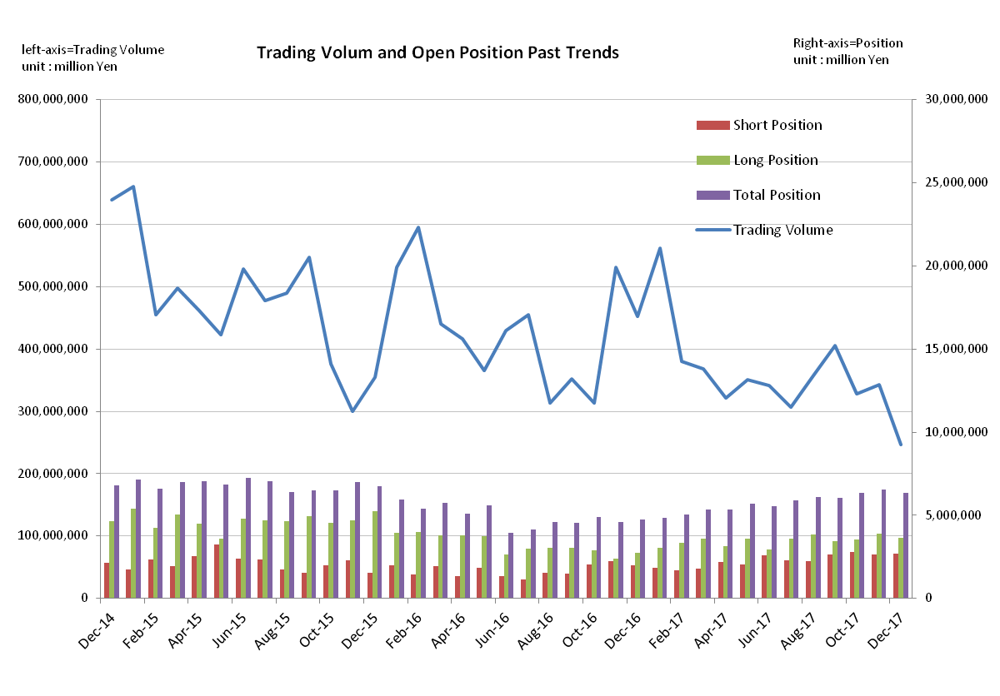 left-axis=Trading Volume
unit : million Yen
Trading Volum and Open Position Past Trends
Right-axis=Position
unit : million Yen
800,000,000
700,000,000
600,000,000
500,000,000
400,000,000
300,000,000
200,000,000
100,000,000
0
30,000,000
25,000,000
20,000,000
15,000,000
10,000,000
5,000,000
0
Short Position
Long Position
Total Position
Trading Volume
Dec-14
Feb-15
Apr-15
Jun-15
Aug-15
Oct-15
Dec-15
Feb-16
Apr-16
Jun-16
Aug-16
Oct-16
Dec-16
Feb-17
Apr-17
Jun-17
Aug-17
Oct-17
Dec-17